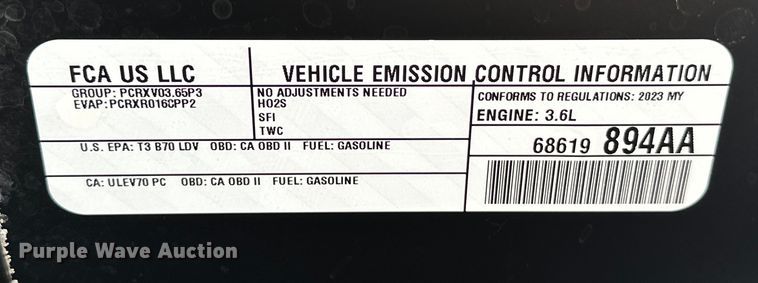 FCA US LLC
VEHICLE EMISSION CONTROL INFORMATION
GROUP: PCRXV03.65P3
EVAP: PCRXR0160PP2
NO ADJUSTMENTS NEEDED
HO2S
SFI
TWC
CONFORMS TO REGULATIONS: 2023 MY
ENGINE: 3.6L
U.S. EPA: T3 B70 LDV OBD: CA OBD II FUEL: GASOLINE
68619 894AA
CA: ULEV70 PC OBD: CA OBD II FUEL: GASOLINE
Purple Wave Auction